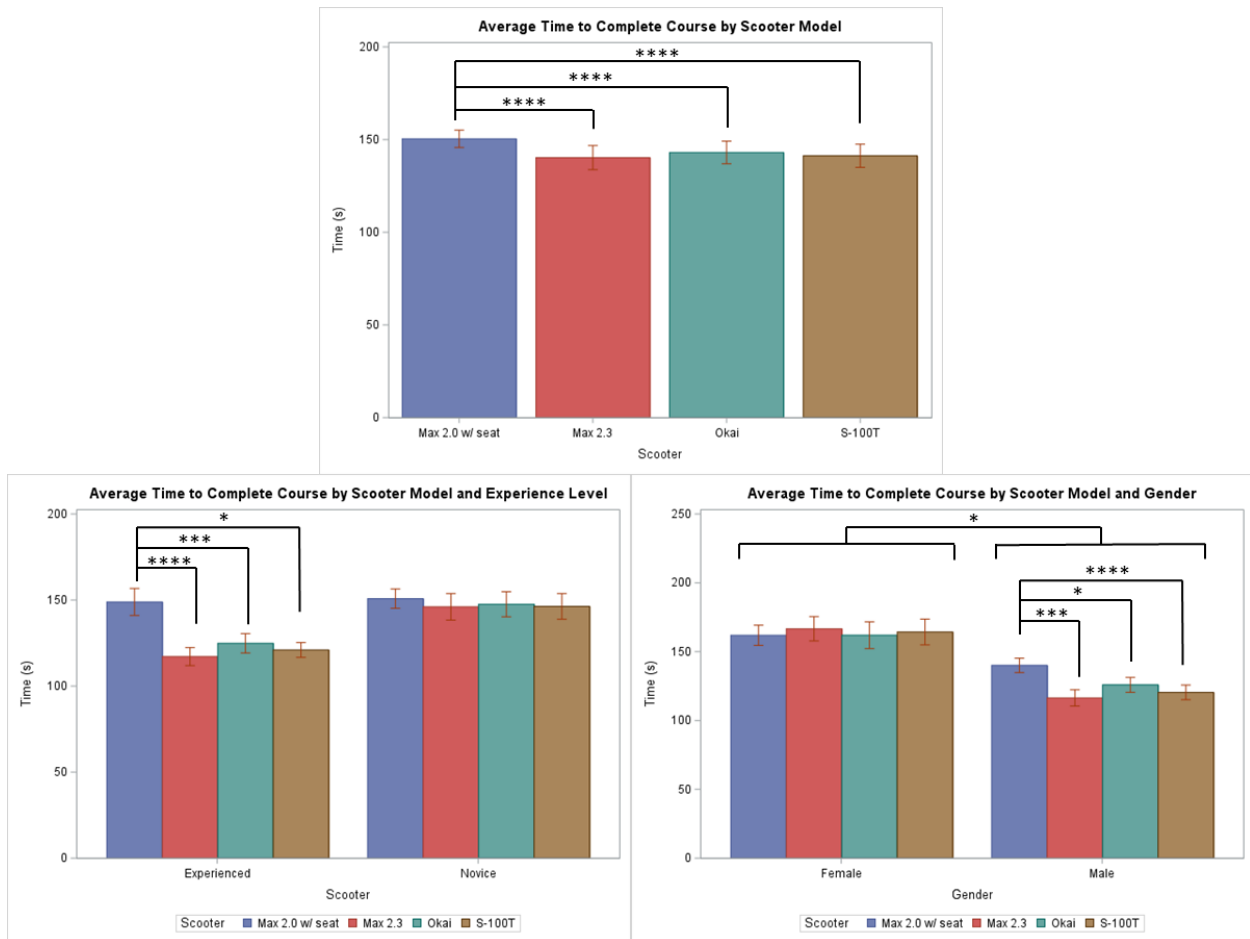 Average Time to Complete Course by Scooter Model
200
****
****
****
150
100
50
0
Time (s)
Max 2.0 w/ seat Max 2.3 Okai S-100T
Scooter
Average Time to Complete Course by Scooter Model and Experience Level
200
*
***
****
150
100
50
0
Time (s)
Experienced Novice
Scooter
Scooter Max 2.0 w/ seat Max 2.3 Okai S-100T
Average Time to Complete Course by Scooter Model and Gender
250
*
200
****
*
***
150
100
50
0
Time (s)
Female Male
Gender
Scooter Max 2.0 w/ seat Max 2.3 Okai S-100T